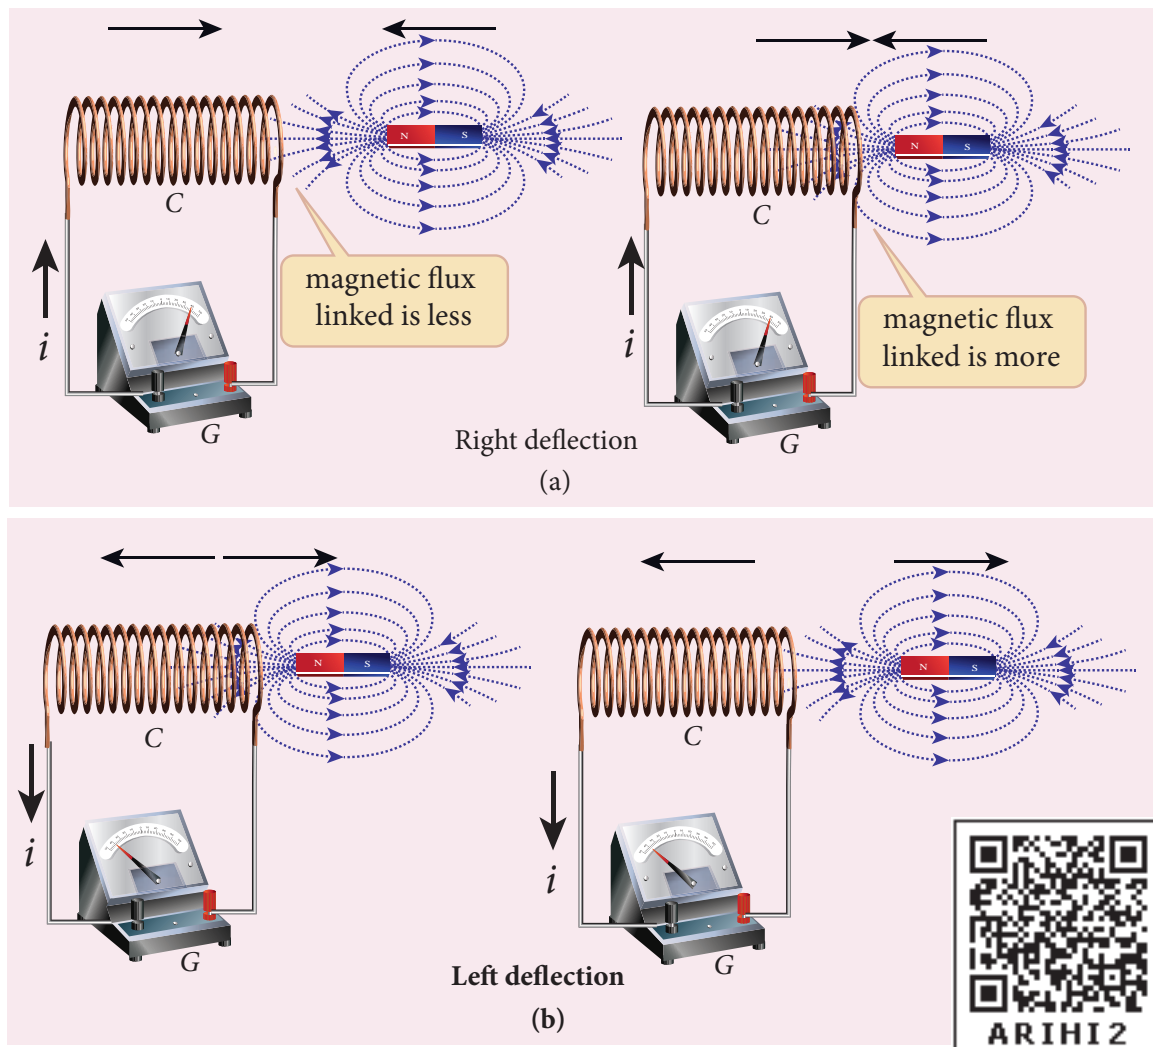 N S
N S
C
C
magnetic flux
linked is less
magnetic flux
linked is more
i
i
G
G
Right deflection
(a)
N S
N S
C
C
i
i
G
G
Left deflection
(b)
ARIHI2